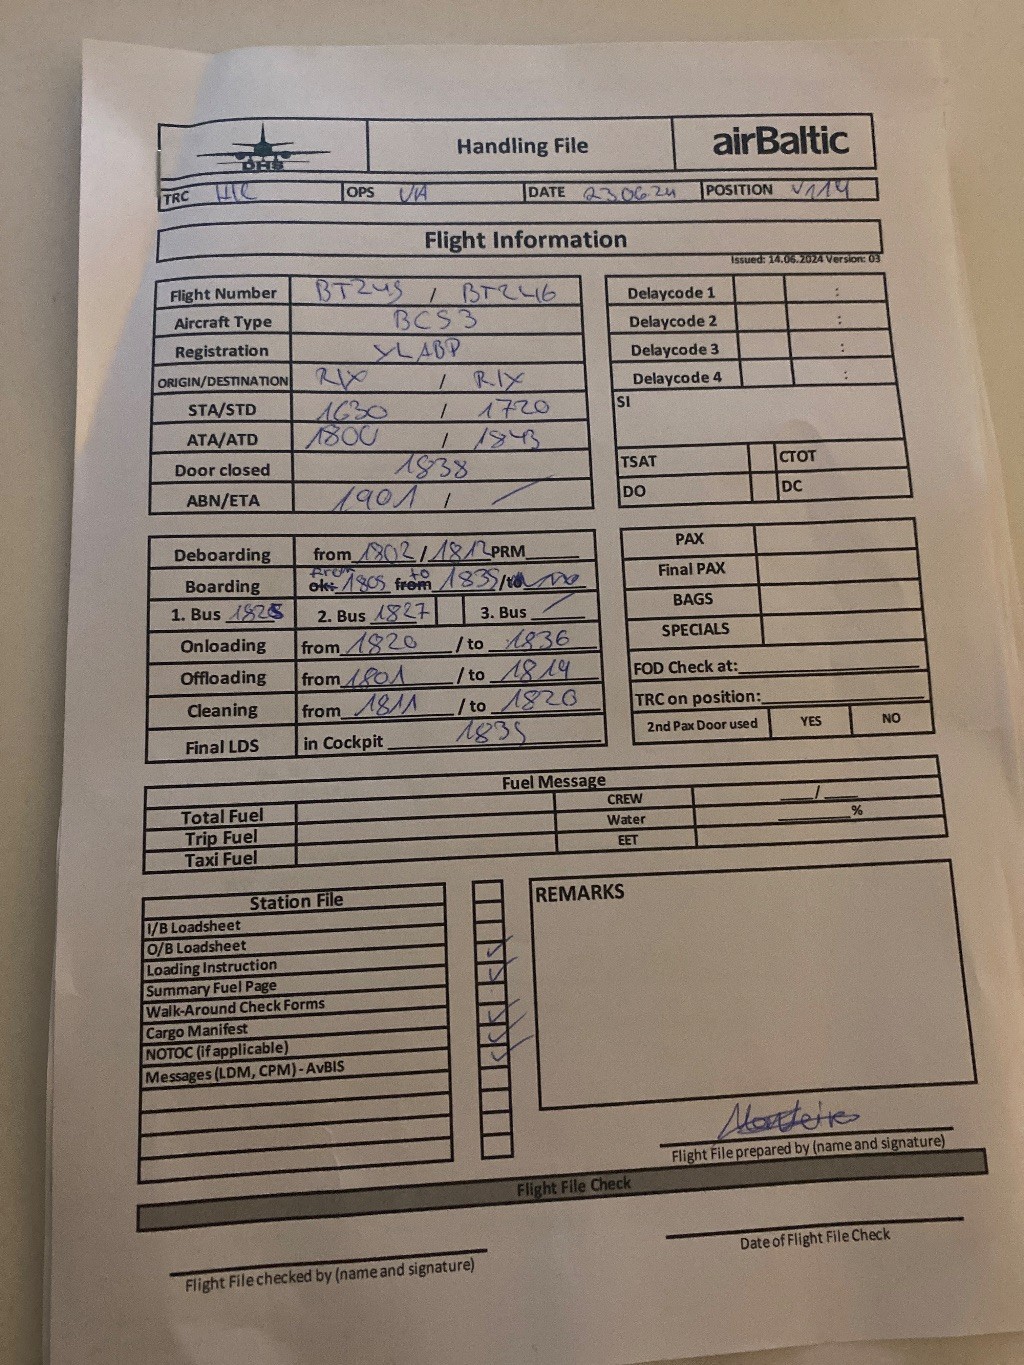 DHS
Handling File
airBaltic
TRC OPS VA DATE 230624 POSITION V114
Flight Information
Issued: 14.06.2024 Version: 03
Flight Number BT245 / BT246
Aircraft Type BCS3
Registration YLABP
ORIGIN/DESTINATION RIX / RIX
STA/STD 1630 / 1720
ATA/ATD 1800 / 1843
Door closed 1838
ABN/ETA 1901 /
Delaycode 1 :
Delaycode 2 :
Delaycode 3 :
Delaycode 4 :
SI
TSAT CTOT
DO DC
Deboarding from 1802 / 1812 PRM
Boarding from ok: 1805 to from 1835 /to
1. Bus 1825 2. Bus 1827 3. Bus
Onloading from 1820 / to 1836
Offloading from 1801 / to 1814
Cleaning from 1811 / to 1820
Final LDS in Cockpit 1835
PAX
Final PAX
BAGS
SPECIALS
FOD Check at:
TRC on position:
2nd Pax Door used YES NO
Fuel Message
Total Fuel CREW /
Trip Fuel Water %
Taxi Fuel EET
Station File
I/B Loadsheet
O/B Loadsheet
Loading Instruction
Summary Fuel Page
Walk-Around Check Forms
Cargo Manifest
NOTOC (if applicable)
Messages (LDM, CPM) - AvBIS
REMARKS
Monteiro
Flight File prepared by (name and signature)
Flight File Check
Flight File checked by (name and signature)
Date of Flight File Check